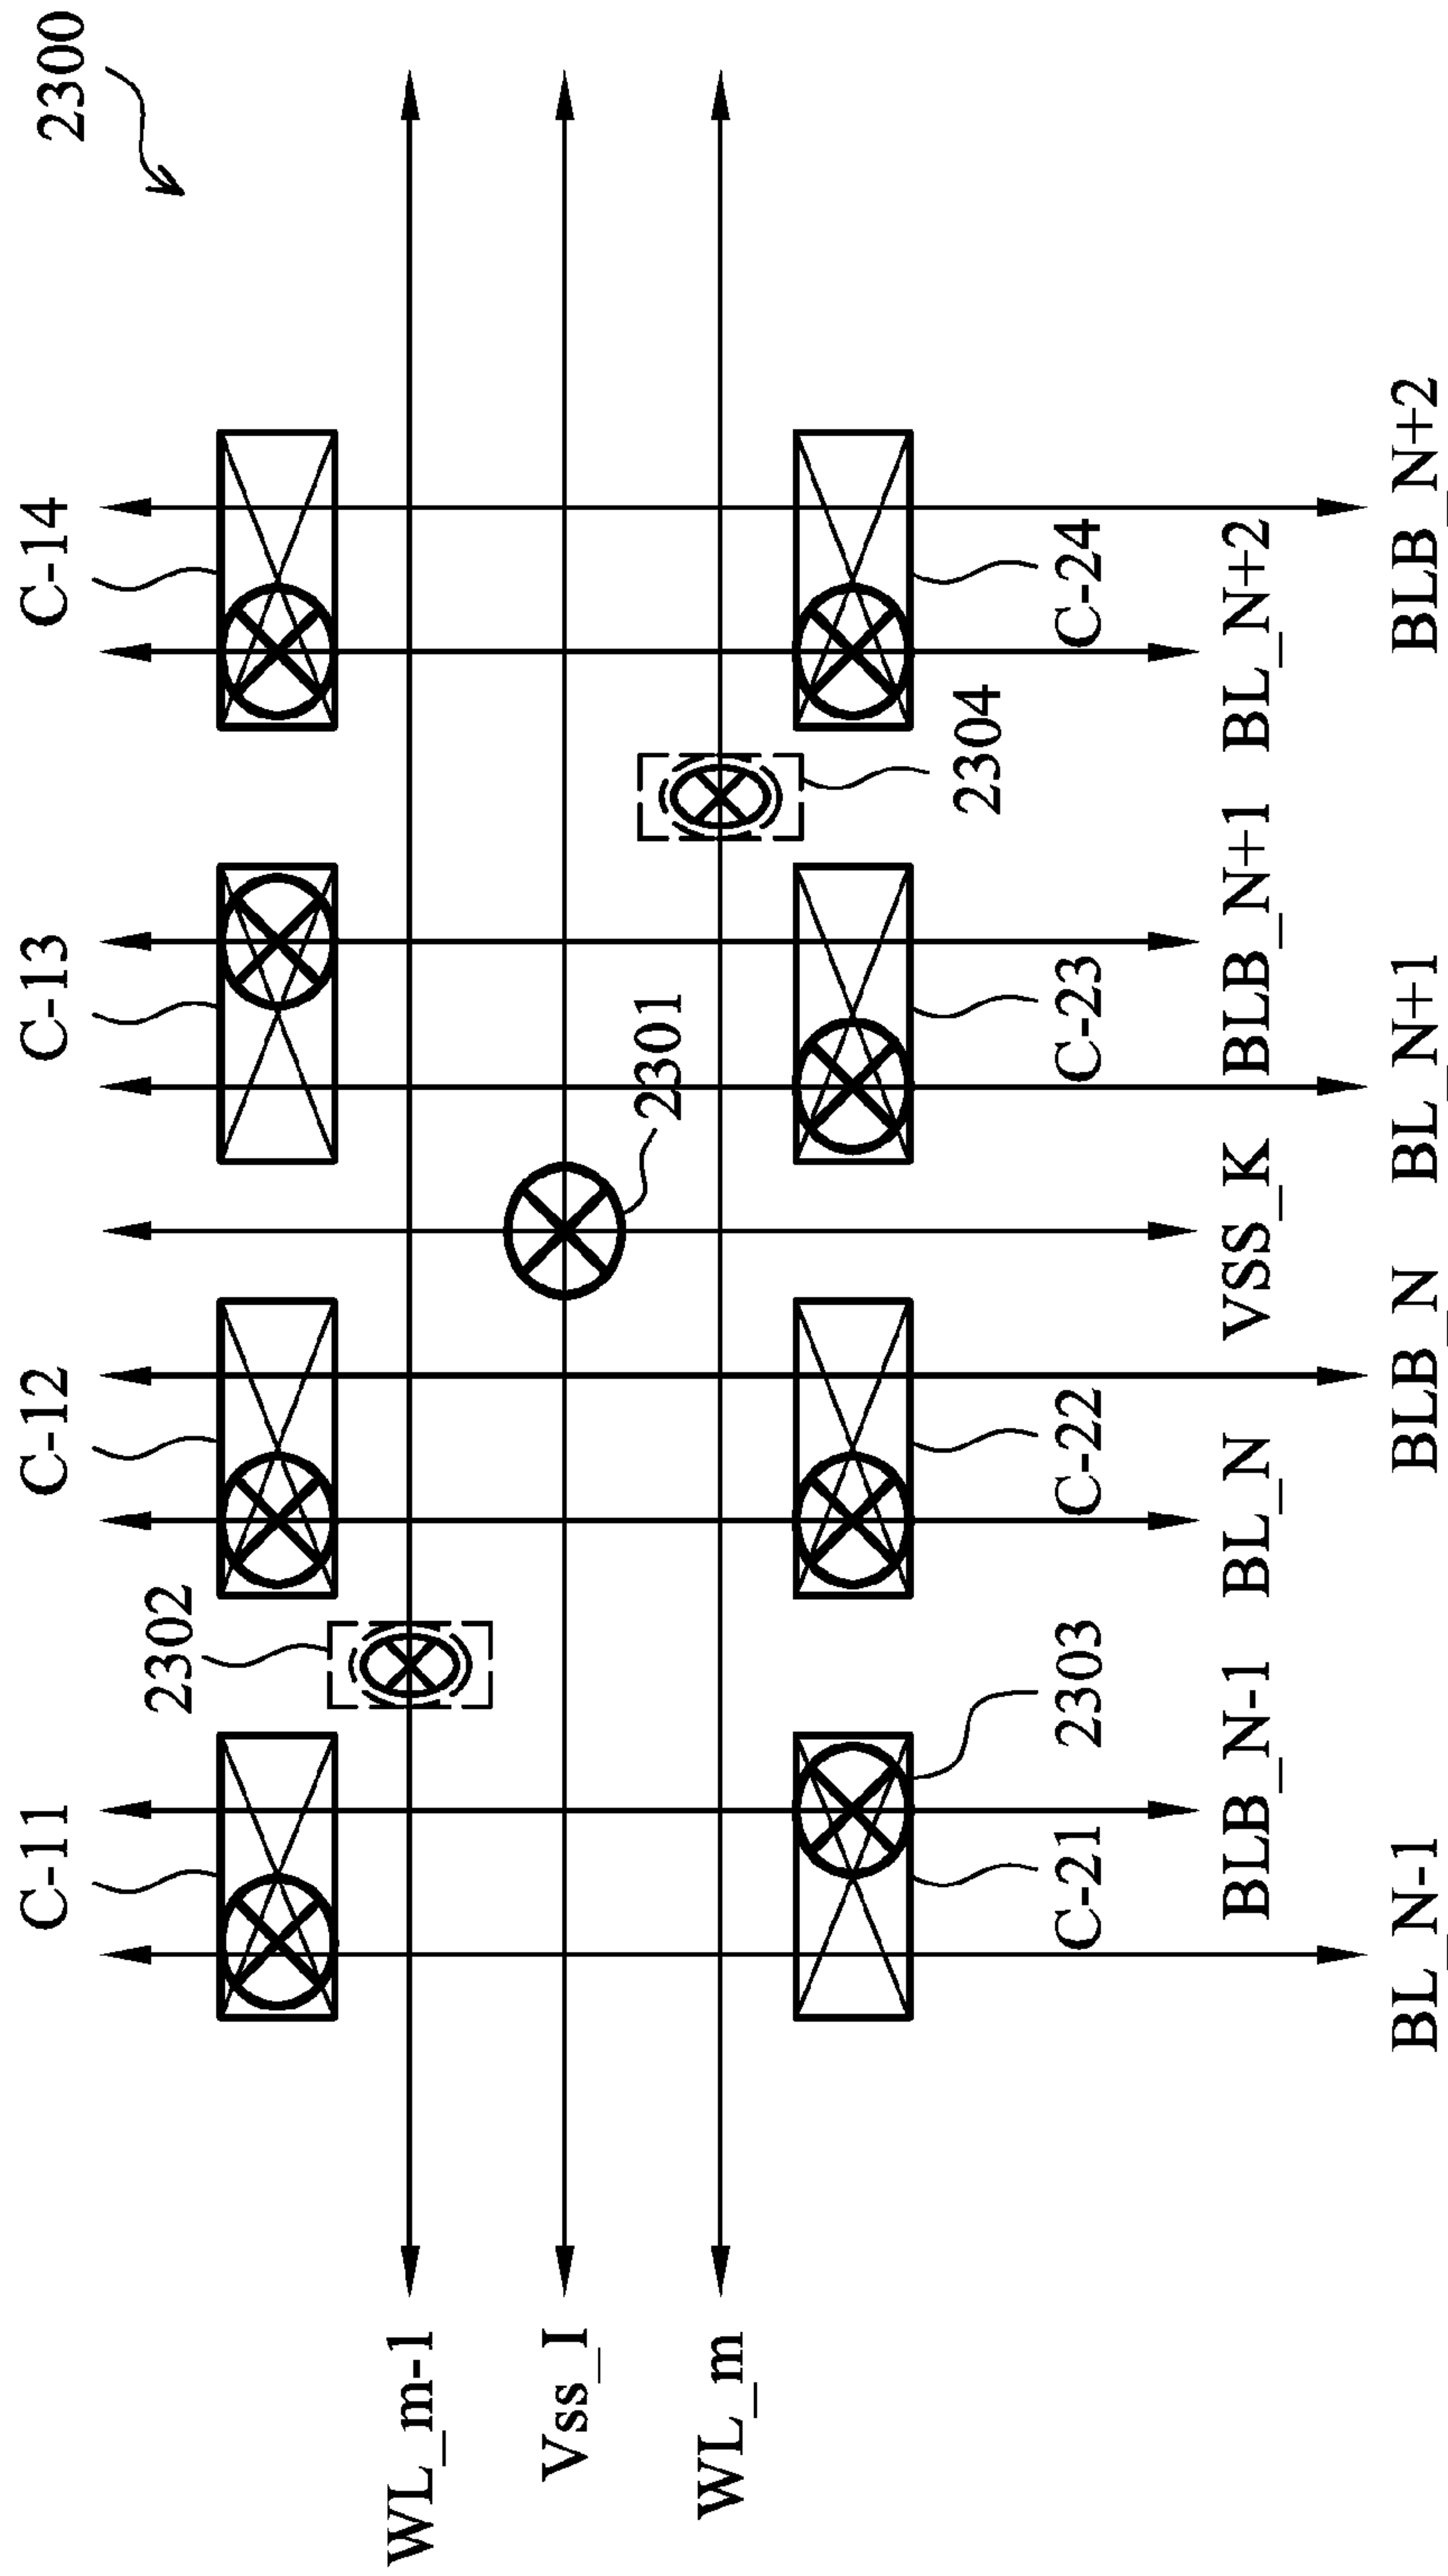 2300
C-11
C-12
C-13
C-14
2302
WL_m-1
Vss_I
2301
WL_m
2304
C-21
2303
C-22
C-23
C-24
BLB_N-1
BL_N
VSS_K
BLB_N+1
BL_N+2
BL_N-1
BLB_N
BL_N+1
BLB_N+2